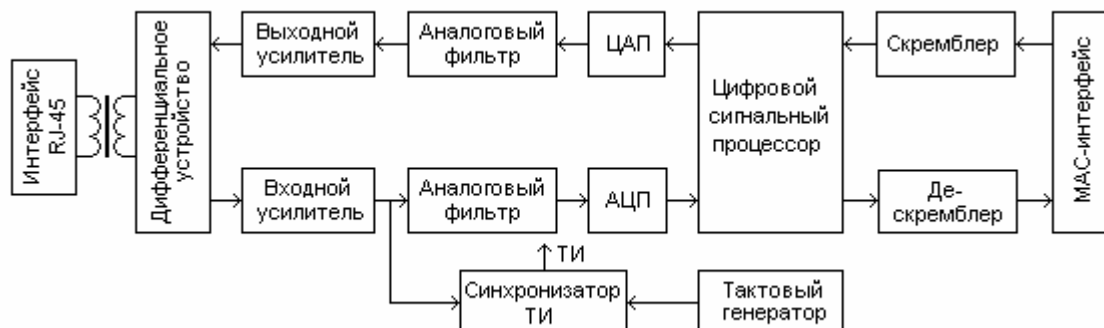 Интерфейс
RJ-45
Дифференциальное
устройство
Выходной
усилитель
Аналоговый
фильтр
ЦАП
Цифровой
сигнальный
процессор
Скремблер
МАС-интерфейс
Входной
усилитель
Аналоговый
фильтр
АЦП
Де-
скремблер
ТИ
Синхронизатор
ТИ
Тактовый
генератор